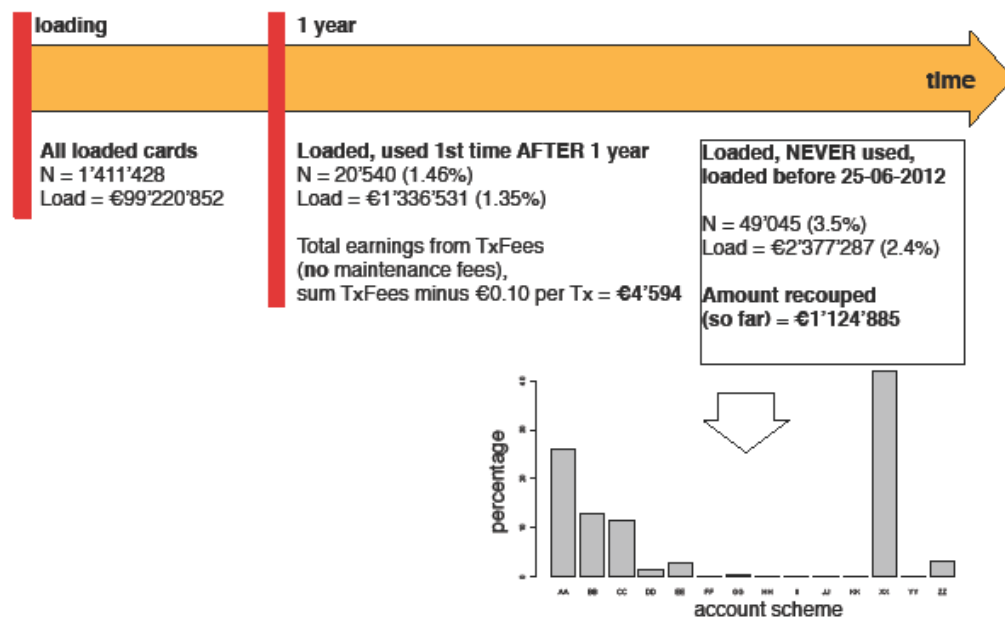 loading
1 year
time
All loaded cards
N = 1'411'428
Load = €99'220'852
Loaded, used 1st time AFTER 1 year
N = 20'540 (1.46%)
Load = €1'336'531 (1.35%)
Total earnings from TxFees
(no maintenance fees),
sum TxFees minus €0.10 per Tx = €4'594
Loaded, NEVER used,
loaded before 25-06-2012
N = 49'045 (3.5%)
Load = €2'377'287 (2.4%)
Amount recouped
(so far) = €1'124'885
percentage
AA BB CC DD EE FF GG HH II JJ KK XX YY ZZ
account scheme